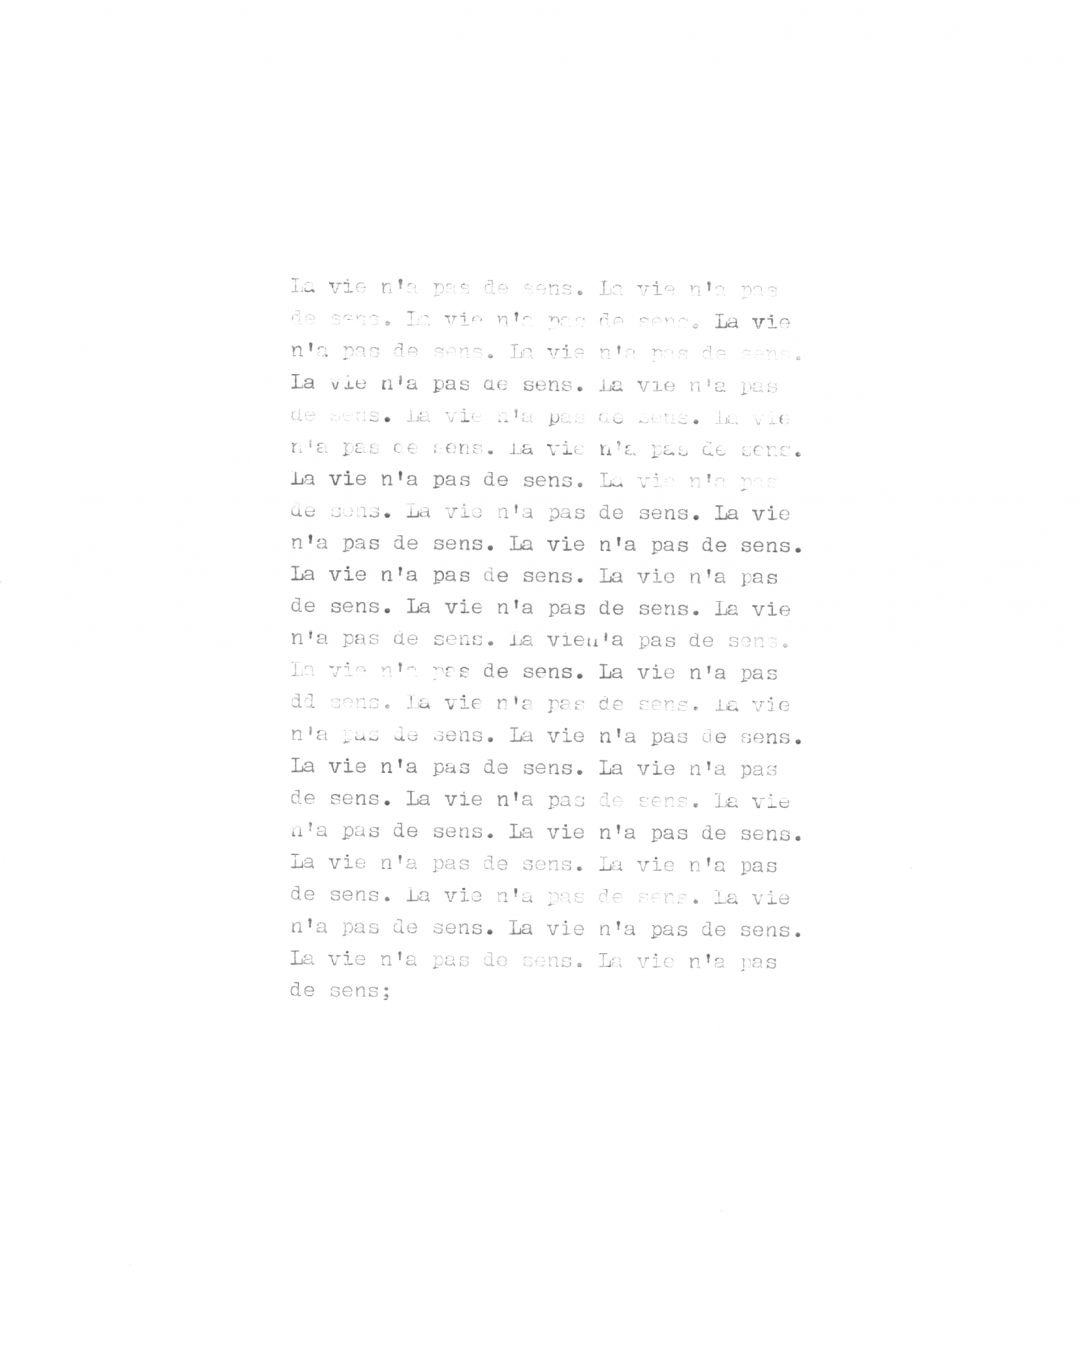 La vie n'a pas de sens. La vie n'a pas
de sens. La vie n'a pas de sens. La vie
n'a pas de sens. La vie n'a pas de sens.
La vie n'a pas de sens. La vie n'a pas
de sens. La vie n'a pas de sens. La vie
n'a pas de sens. La vie n'a pas de sens.
La vie n'a pas de sens. La vie n'a pas
de sens. La vie n'a pas de sens. La vie
n'a pas de sens. La vie n'a pas de sens.
La vie n'a pas de sens. La vie n'a pas
de sens. La vie n'a pas de sens. La vie
n'a pas de sens. La vien'a pas de sens.
La vie n'a pas de sens. La vie n'a pas
dd sens. La vie n'a pas de sens. La vie
n'a pas de sens. La vie n'a pas de sens.
La vie n'a pas de sens. La vie n'a pas
de sens. La vie n'a pas de sens. La vie
n'a pas de sens. La vie n'a pas de sens.
La vie n'a pas de sens. La vie n'a pas
de sens. La vie n'a pas de sens. La vie
n'a pas de sens. La vie n'a pas de sens.
La vie n'a pas de sens. La vie n'a pas
de sens;